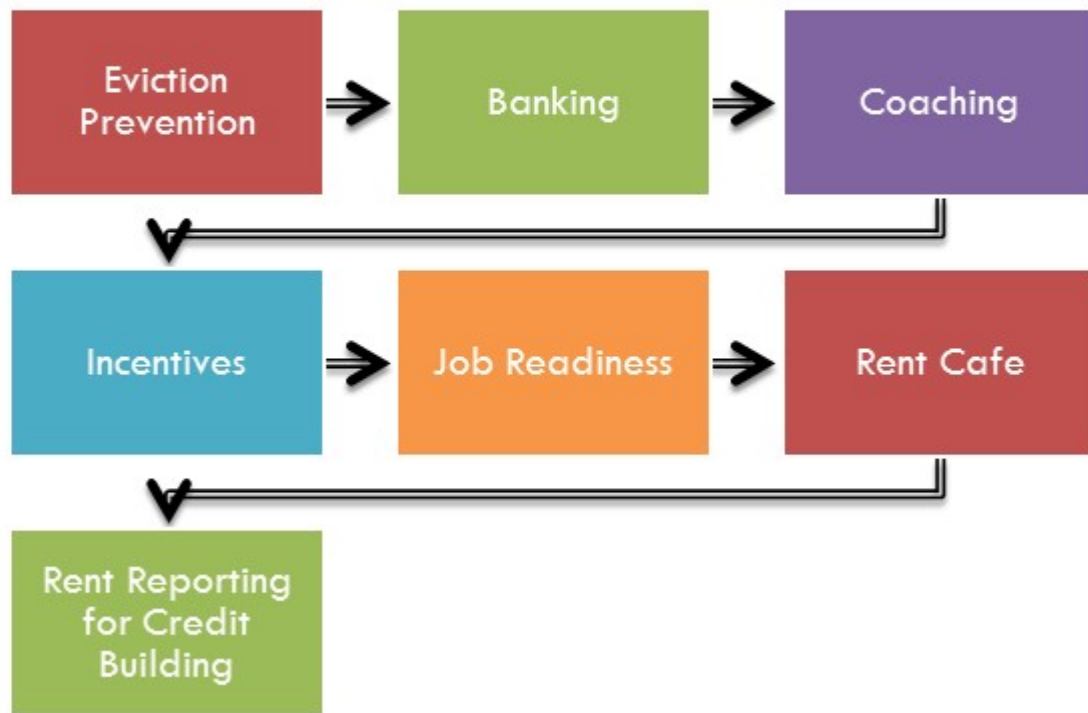 Eviction
Prevention
Banking
Coaching
Incentives
Job Readiness
Rent Cafe
Rent Reporting
for Credit
Building